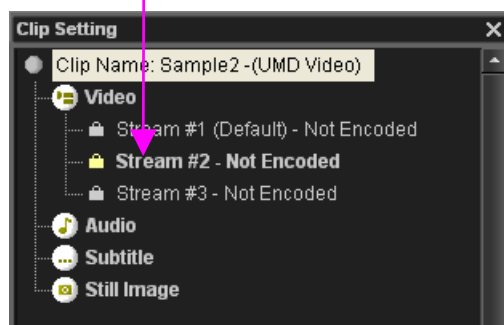 Clip Setting
Clip Name: Sample2 -(UMD Video)
Video
Stream #1 (Default) - Not Encoded
Stream #2 - Not Encoded
Stream #3 - Not Encoded
Audio
Subtitle
Still Image